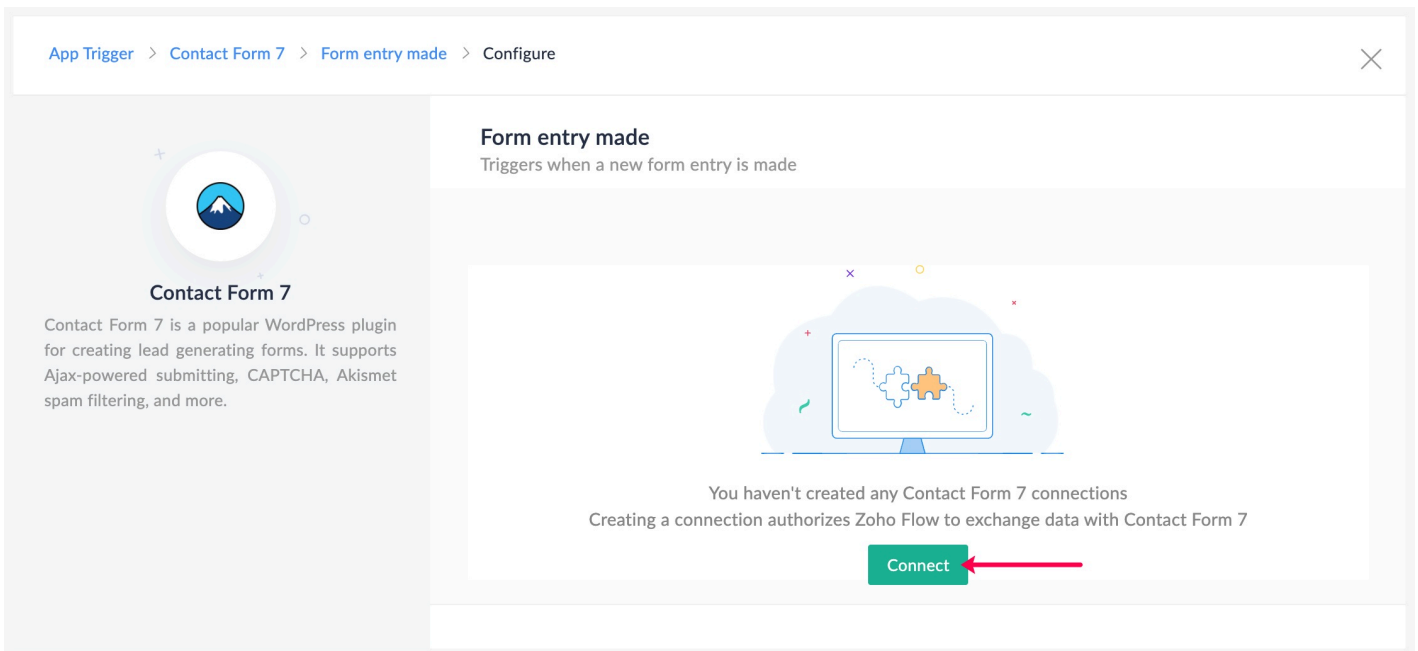 App Trigger > Contact Form 7 > Form entry made > Configure
Form entry made
Triggers when a new form entry is made
Contact Form 7
Contact Form 7 is a popular WordPress plugin
for creating lead generating forms. It supports
Ajax-powered submitting, CAPTCHA, Akismet
spam filtering, and more.
You haven't created any Contact Form 7 connections
Creating a connection authorizes Zoho Flow to exchange data with Contact Form 7
Connect